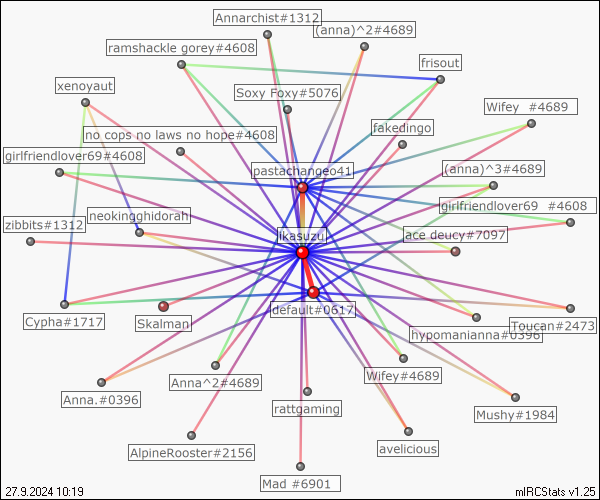 Annarchist#1312
(anna)^2#4689
ramshackle gorey#4608
frisout
xenoyaut
Soxy Foxy#5076
Wifey #4689
no cops no laws no hope#4608
fakedingo
girlfriendlover69#4608
pastachangeo41
(anna)^3#4689
girlfriendlover69 #4608
neokingghidorah
zibbits#1312
ikasuzu
ace deucy#7097
idefault#0617
Cypha#1717
Skalman
hypomanianna#0396
Toucan#2473
Anna^2#4689
Wifey#4689
Anna.#0396
rattgaming
Mushy#1984
AlpineRooster#2156
avelicious
Mad #6901
27.9.2024 10:19
mIRCStats v1.25